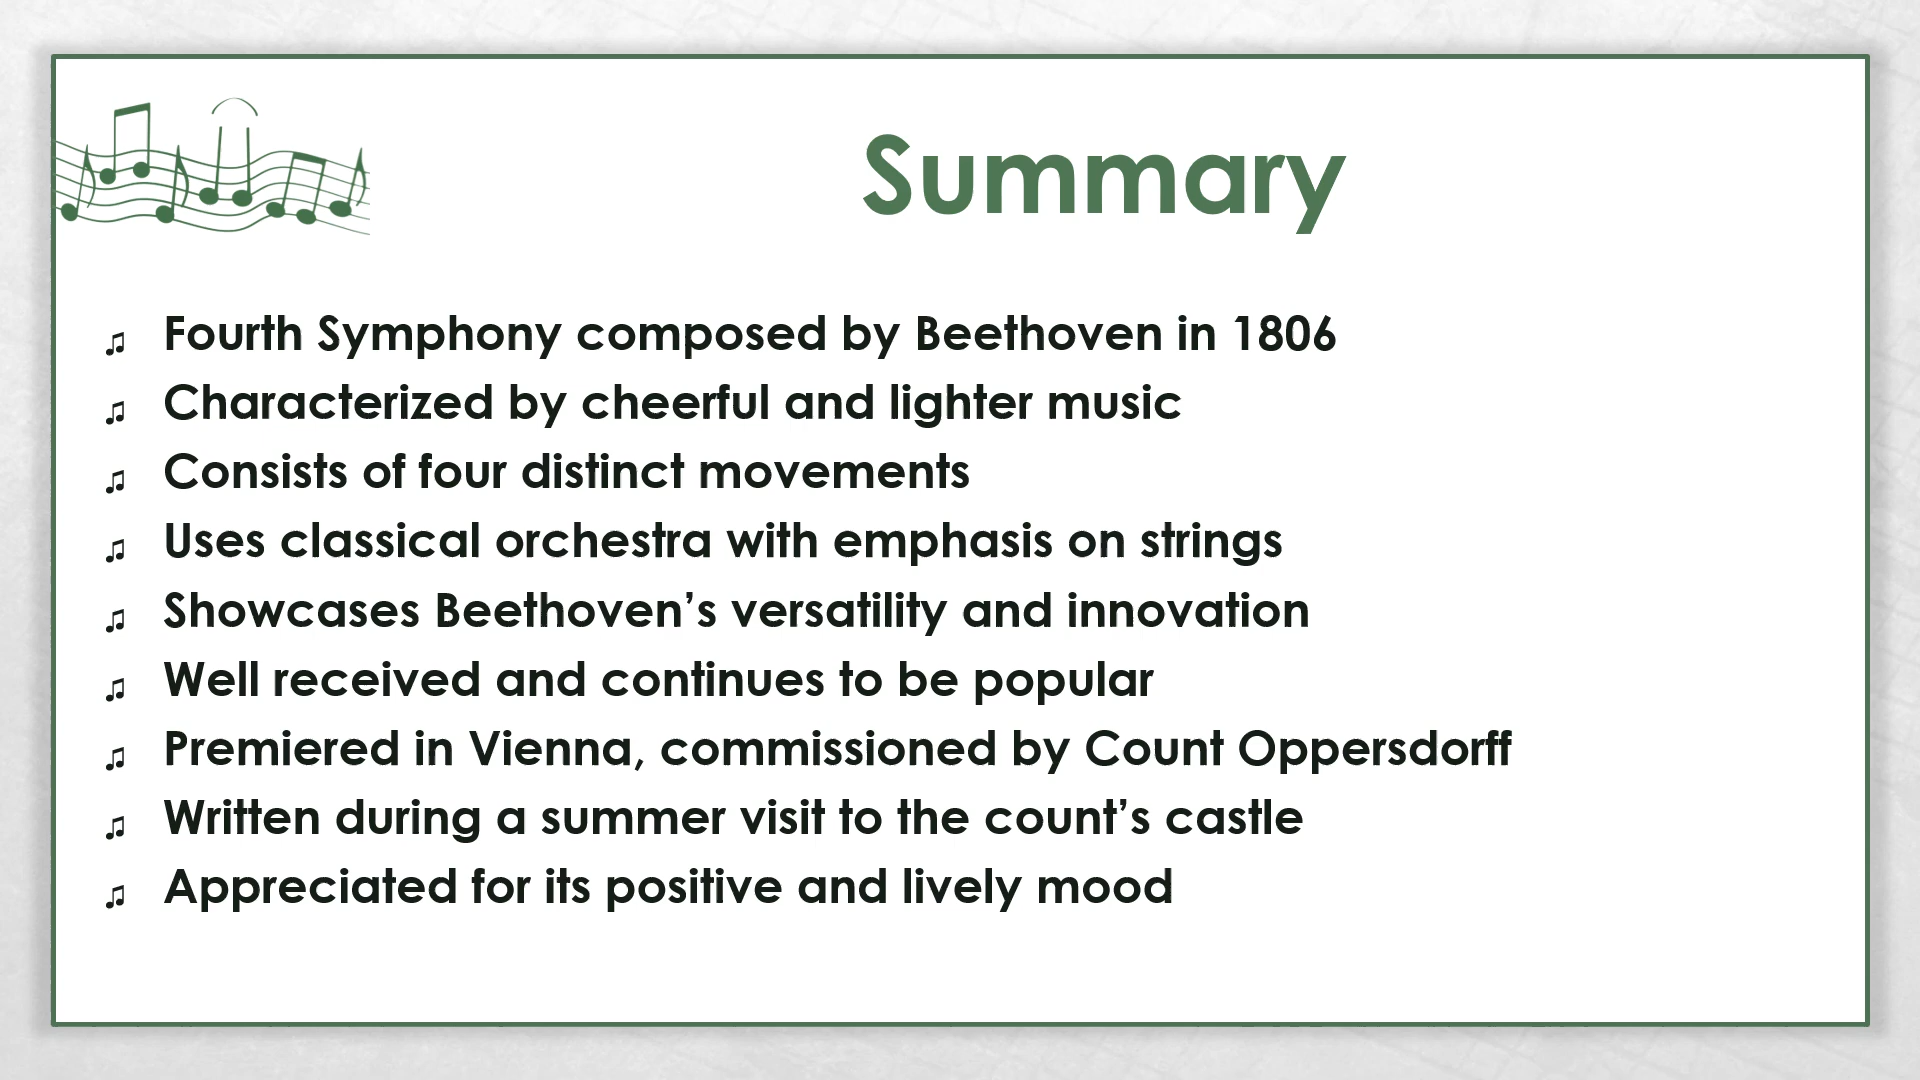 Summary
♫ Fourth Symphony composed by Beethoven in 1806
♫ Characterized by cheerful and lighter music
♫ Consists of four distinct movements
♫ Uses classical orchestra with emphasis on strings
♫ Showcases Beethoven’s versatility and innovation
♫ Well received and continues to be popular
♫ Premiered in Vienna, commissioned by Count Oppersdorff
♫ Written during a summer visit to the count’s castle
♫ Appreciated for its positive and lively mood